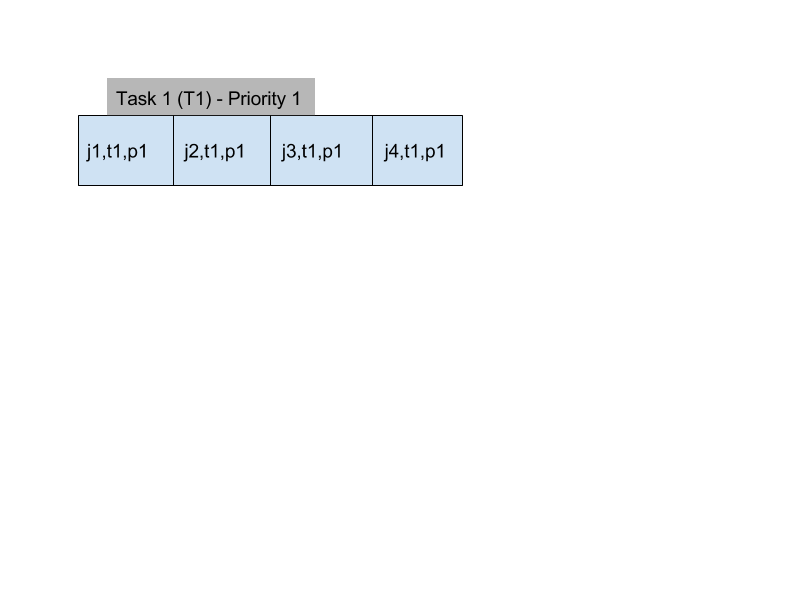 Task 1 (T1) - Priority 1
j1,t1,p1 j2,t1,p1 j3,t1,p1 j4,t1,p1